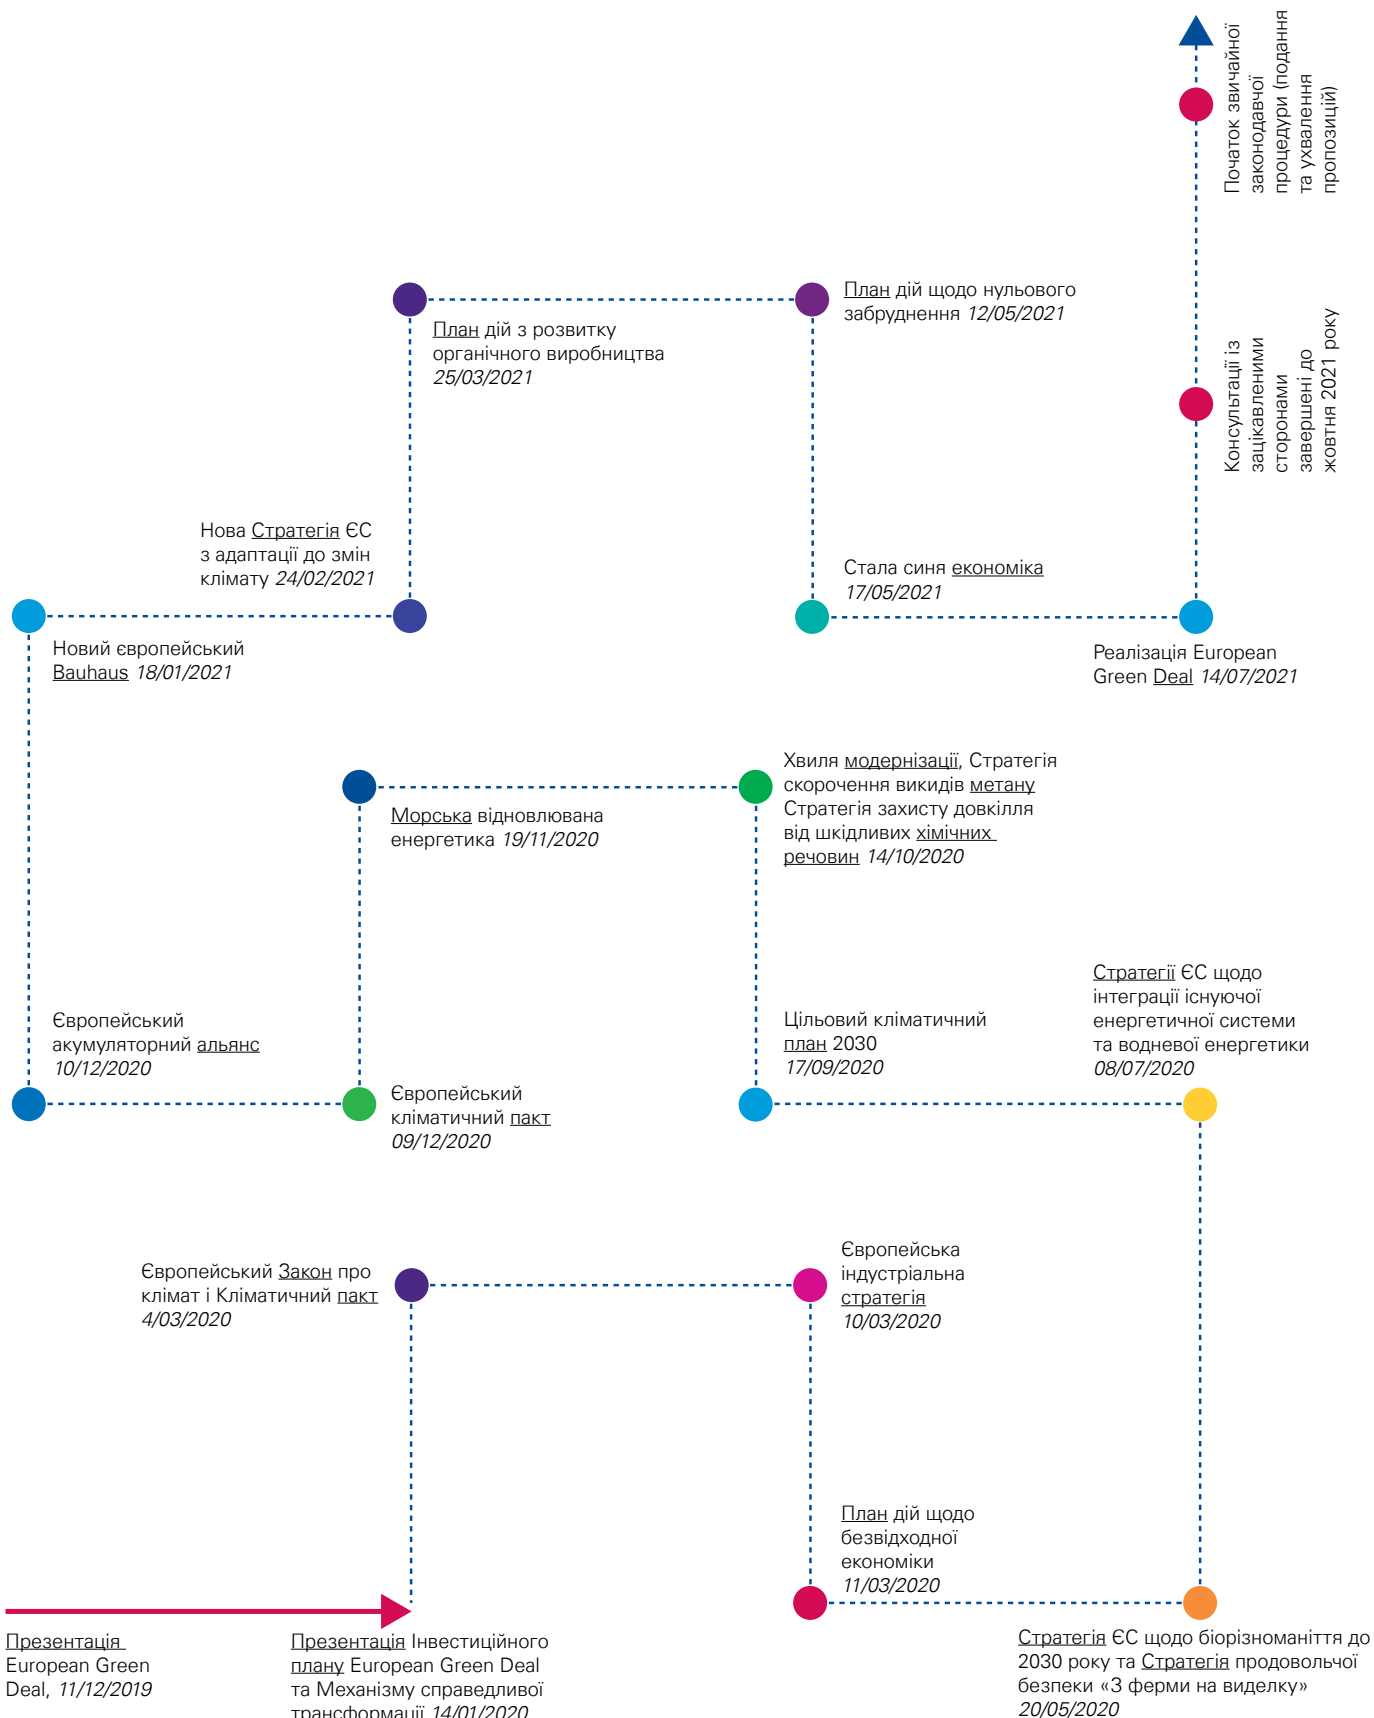 Початок звичайної
законодавчої
процедури (подання
та ухвалення
пропозицій)
План дій щодо нульового
забруднення 12/05/2021
План дій з розвитку
органічного виробництва
25/03/2021
Консультації із
зацікавленими
сторонами
завершені до
жовтня 2021 року
Нова Стратегія ЄС
з адаптації до змін
клімату 24/02/2021
Стала синя економіка
17/05/2021
Новий європейський
Bauhaus 18/01/2021
Реалізація European
Green Deal 14/07/2021
Хвиля модернізації, Стратегія
скорочення викидів метану
Стратегія захисту довкілля
від шкідливих хімічних
речовин 14/10/2020
Морська відновлювана
енергетика 19/11/2020
Стратегії ЄС щодо
інтеграції існуючої
енергетичної системи
та водневої енергетики
08/07/2020
Європейський
акумуляторний альянс
10/12/2020
Цільовий кліматичний
план 2030
17/09/2020
Європейський
кліматичний пакт
09/12/2020
Європейський Закон про
клімат і Кліматичний пакт
4/03/2020
Європейська
індустріальна
стратегія
10/03/2020
План дій щодо
безвідходної
економіки
11/03/2020
Презентація
European Green
Deal, 11/12/2019
Презентація Інвестиційного
плану European Green Deal
та Механізму справедливої
трансформації 14/01/2020
Стратегія ЄС щодо біорізноманіття до
2030 року та Стратегія продовольчої
безпеки «З ферми на виделку»
20/05/2020